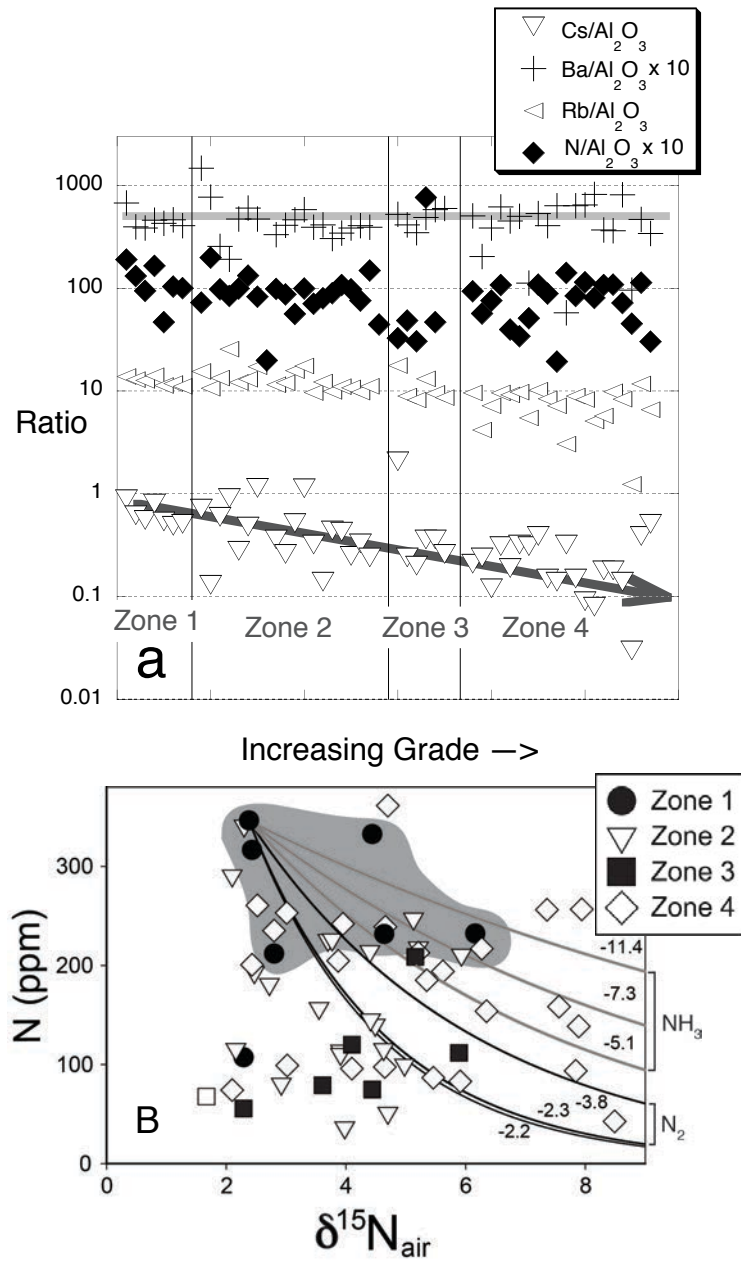 Cs/Al2O3
Ba/Al2O3 x 10
Rb/Al2O3
N/Al2O3 x 10
1000
100
10
Ratio
1
0.1
Zone 1
Zone 2
Zone 3
Zone 4
a
0.01
Increasing Grade —>
Zone 1
Zone 2
Zone 3
Zone 4
300
200
100
0
N (ppm)
-11.4
-7.3
-5.1
NH3
-3.8
-2.3
-2.2
N2
B
0
2
4
6
8
δ15Nair